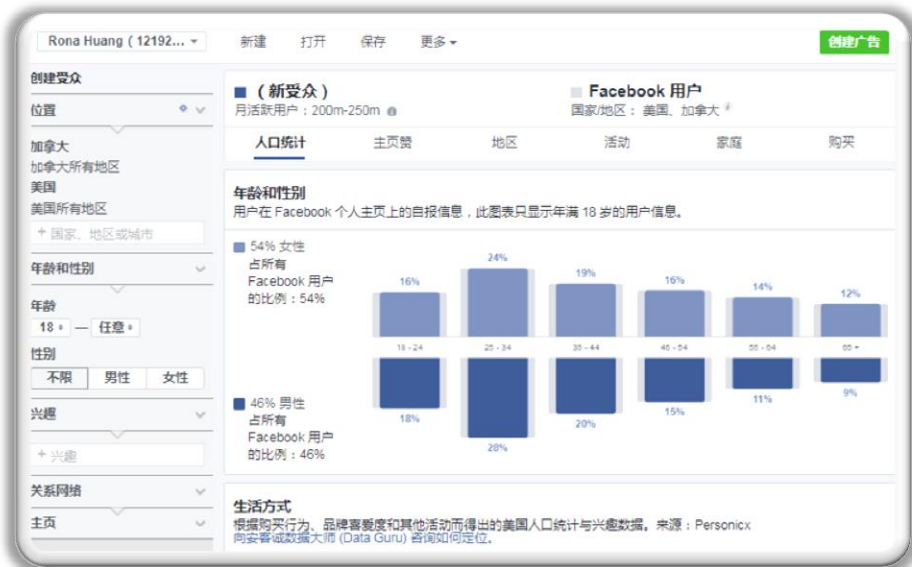 Rona Huang ( 12192...
新建 打开 保存 更多
创建广告
创建受众
位置
加拿大
加拿大所有地区
美国
美国所有地区
+ 国家、地区或城市
年龄和性别
年龄
18 — 任意
性别
不限 男性 女性
兴趣
+ 兴趣
关系网络
主页
（新受众）
月活跃用户：200m-250m
Facebook 用户
国家/地区： 美国、加拿大
人口统计 主页赞 地区 活动 家庭 购买
年龄和性别
用户在 Facebook 个人主页上的自报信息，此图表只显示年满 18 岁的用户信息。
54% 女性
占所有
Facebook 用户
的比例：54%
16% 24% 19% 16% 14% 12%
18 - 24 25 - 34 35 - 44 45 - 54 55 - 64 65 +
46% 男性
占所有
Facebook 用户
的比例：46%
18% 28% 20% 15% 11% 9%
生活方式
根据购买行为、品牌喜爱度和其他活动而得出的美国人口统计与兴趣数据。来源：Personicx
向安客诚数据大师 (Data Guru) 咨询如何定位。